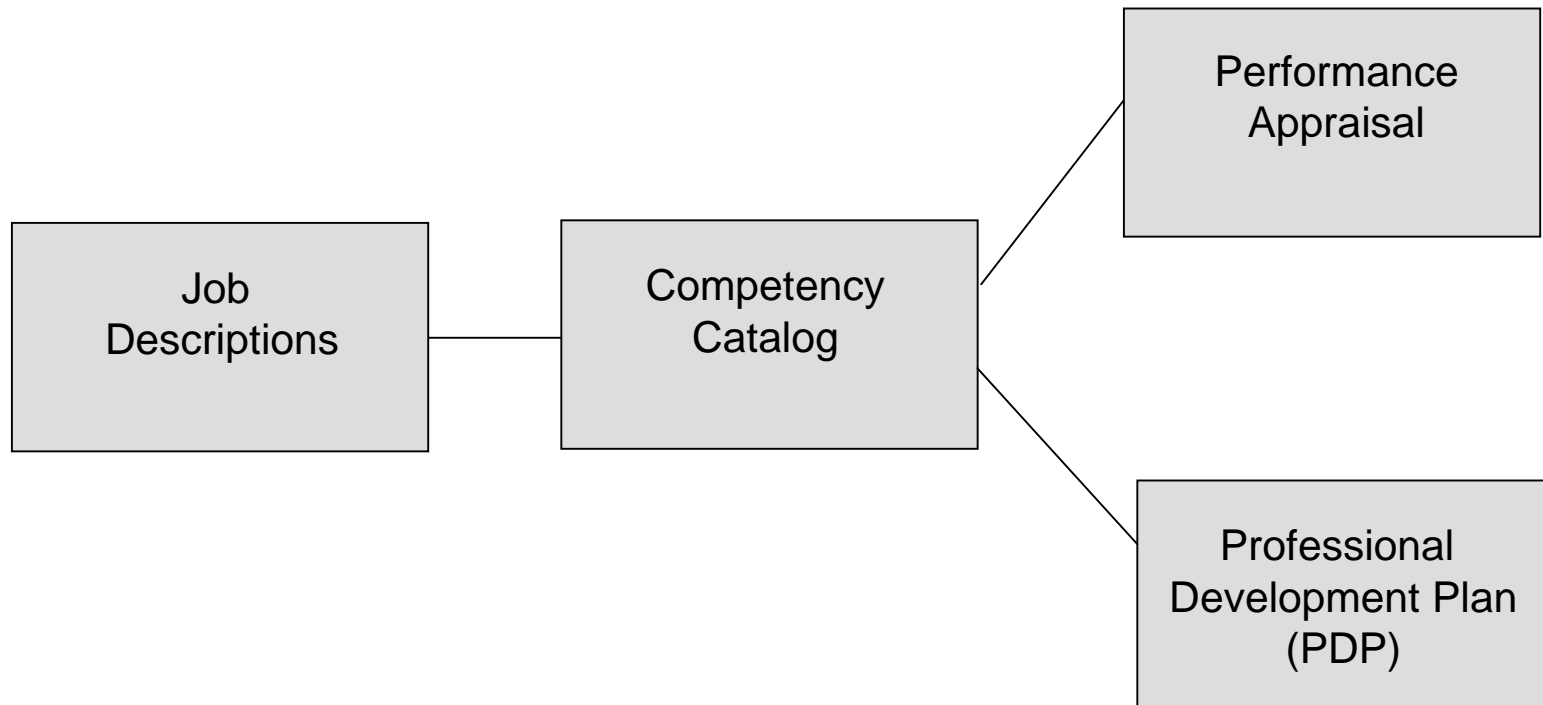 Job
Descriptions
Competency
Catalog
Performance
Appraisal
Professional
Development Plan
(PDP)